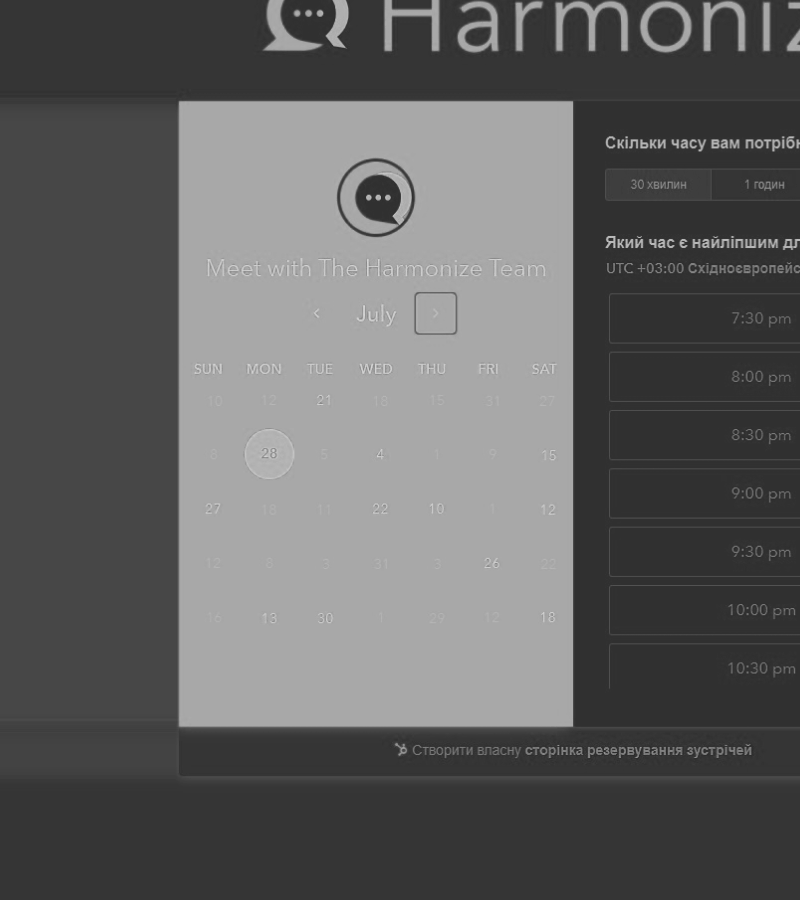 Harmoniz
Meet with The Harmonize Team
July
SUN MON TUE WED THU FRI SAT
10 12 21 18 15 31 27
8 28 5 4 1 9 15
27 18 11 22 10 1 12
12 8 3 31 3 26 22
16 13 30 1 29 12 18
Скільки часу вам потрібн
30 хвилин 1 годин
Який час є найліпшим дл
UTC +03:00 Східноєвропейс
7:30 pm
8:00 pm
8:30 pm
9:00 pm
9:30 pm
10:00 pm
10:30 pm
Створити власну сторінка резервування зустрічей